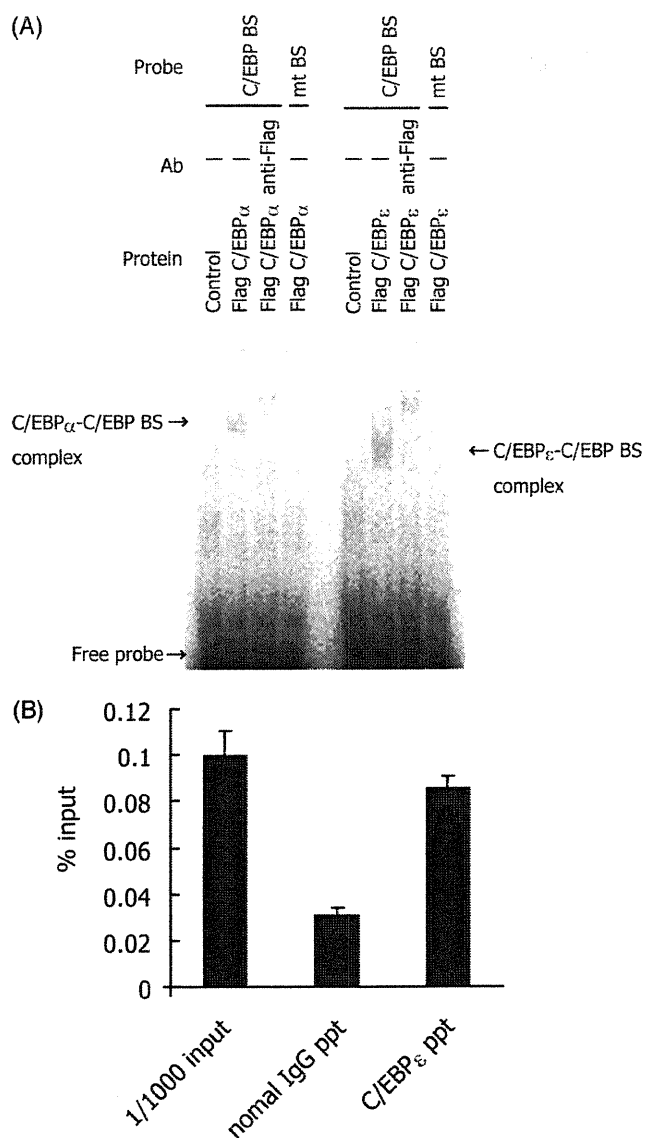 (A)
Probe
C/EBP BS
mt BS
C/EBP BS
mt BS
Ab
—
—
anti-Flag
—
—
—
anti-Flag
—
Protein
Control
Flag C/EBPα
Flag C/EBPα
Flag C/EBPα
Control
Flag C/EBPε
Flag C/EBPε
Flag C/EBPε
C/EBPα-C/EBP BS →
complex
← C/EBPε-C/EBP BS
complex
Free probe→
(B)
% input
0.12
0.1
0.08
0.06
0.04
0.02
0
1/1000 input
nomal IgG ppt
C/EBPε ppt